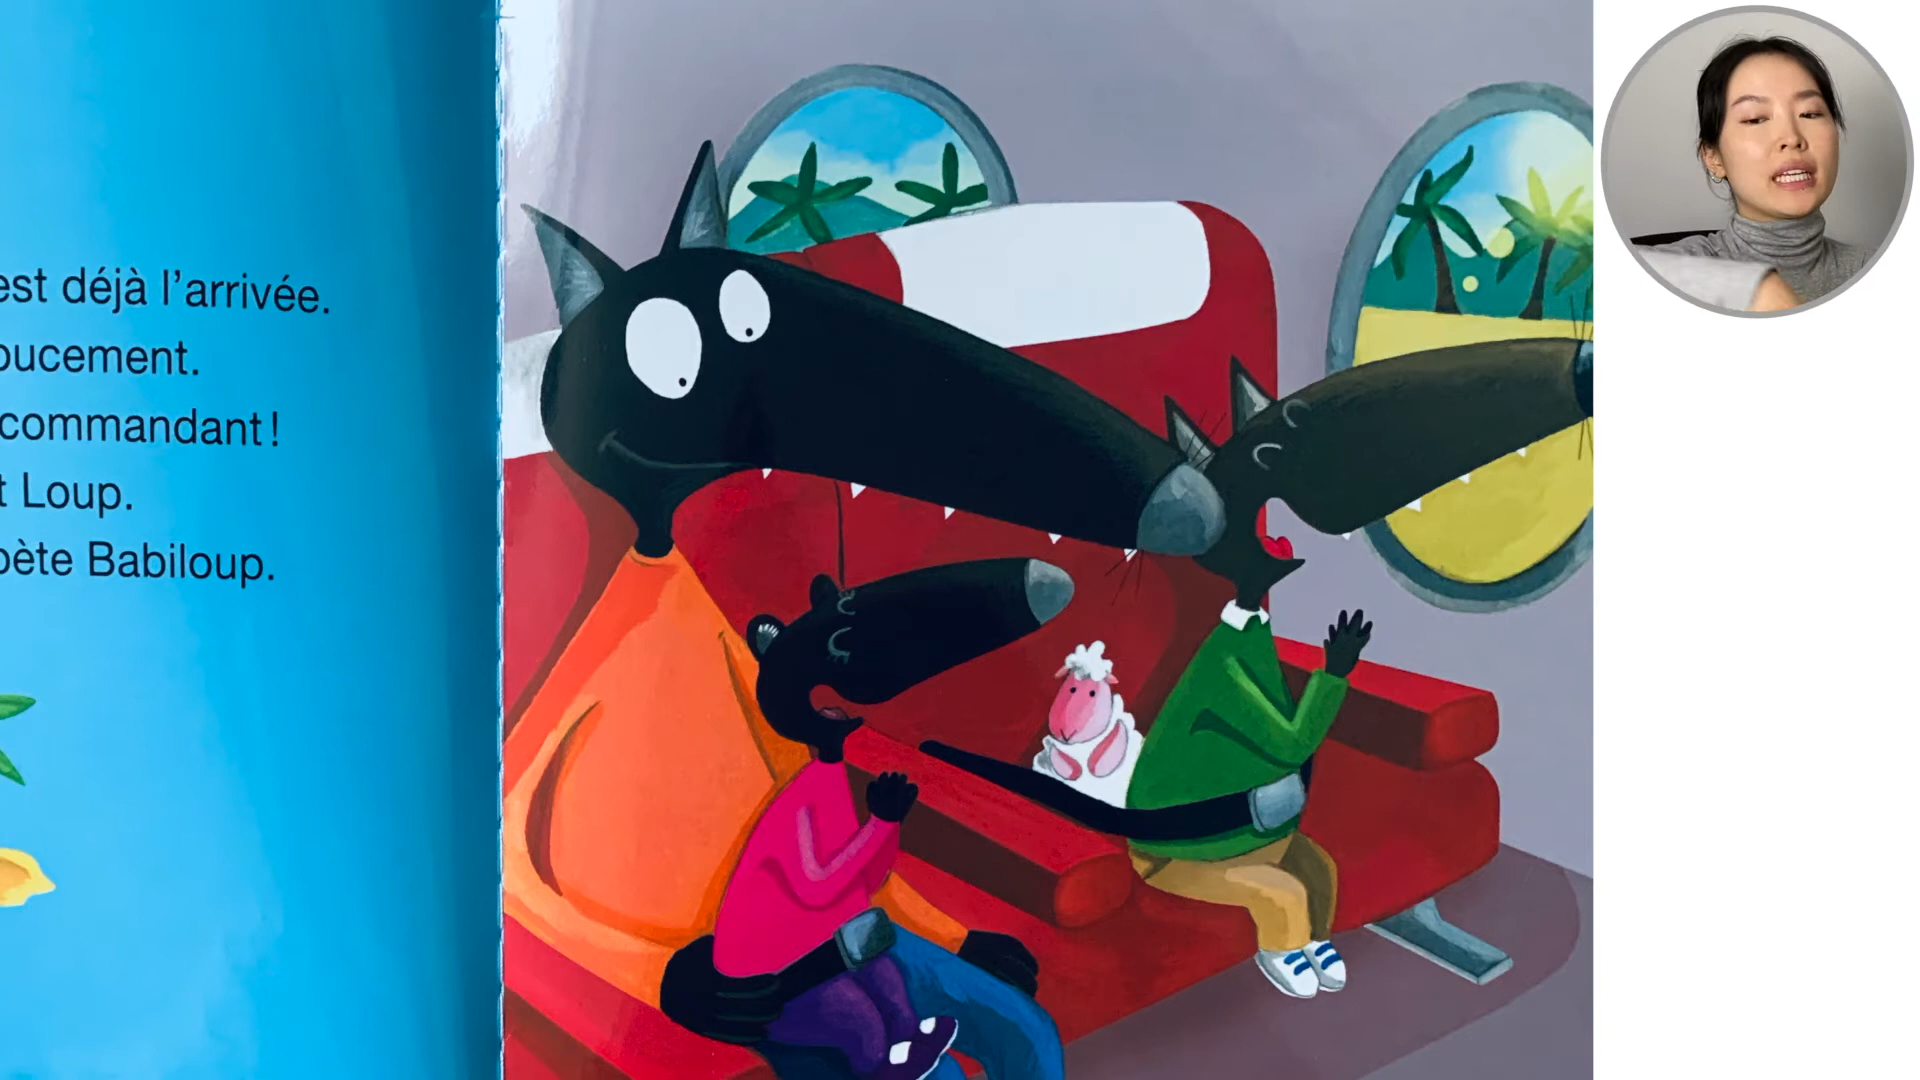 est déjà l'arrivée.
oucement.
commandant !
t Loup.
pète Babiloup.